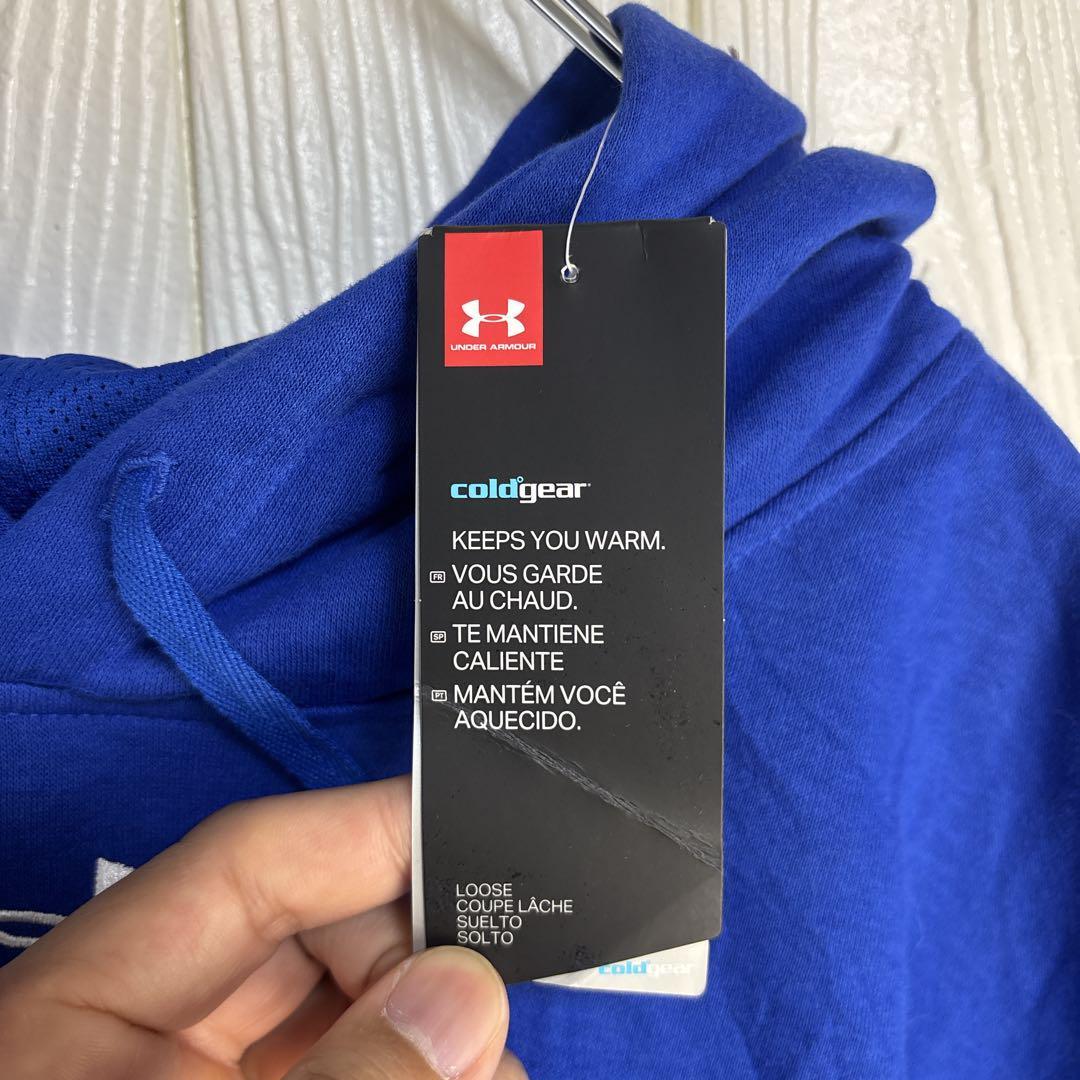 UNDER ARMOUR
coldgear
KEEPS YOU WARM.
FR VOUS GARDE
AU CHAUD.
SP TE MANTIENE
CALIENTE
PT MANTÉM VOCÊ
AQUECIDO.
LOOSE
COUPE LÂCHE
SUELTO
SOLTO
coldgear